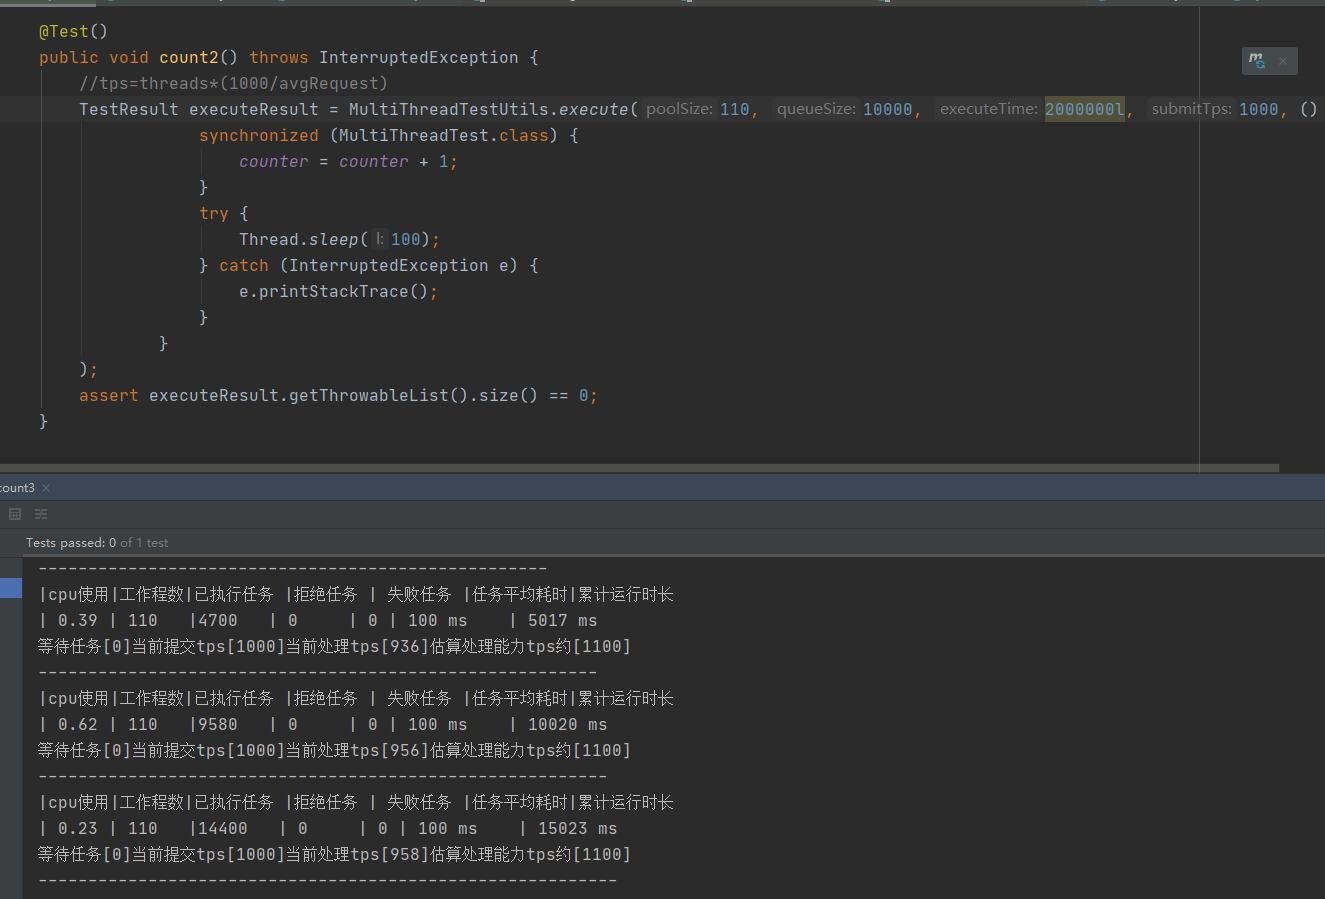 @Test()
public void count2() throws InterruptedException {
//tps=threads*(1000/avgRequest)
TestResult executeResult = MultiThreadTestUtils.execute( poolSize: 110, queueSize: 10000, executeTime: 2000000l, submitTps: 1000, ()
synchronized (MultiThreadTest.class) {
counter = counter + 1;
}
try {
Thread.sleep( l: 100);
} catch (InterruptedException e) {
e.printStackTrace();
}
}
);
assert executeResult.getThrowableList().size() == 0;
}
count3 ×
Tests passed: 0 of 1 test
---------------------------------------------------
|cpu使用|工作程数|已执行任务 |拒绝任务 | 失败任务 |任务平均耗时|累计运行时长
| 0.39 | 110 |4700 | 0 | 0 | 100 ms | 5017 ms
等待任务[0]当前提交tps[1000]当前处理tps[936]估算处理能力tps约[1100]
--------------------------------------------------------
|cpu使用|工作程数|已执行任务 |拒绝任务 | 失败任务 |任务平均耗时|累计运行时长
| 0.62 | 110 |9580 | 0 | 0 | 100 ms | 10020 ms
等待任务[0]当前提交tps[1000]当前处理tps[956]估算处理能力tps约[1100]
---------------------------------------------------------
|cpu使用|工作程数|已执行任务 |拒绝任务 | 失败任务 |任务平均耗时|累计运行时长
| 0.23 | 110 |14400 | 0 | 0 | 100 ms | 15023 ms
等待任务[0]当前提交tps[1000]当前处理tps[958]估算处理能力tps约[1100]
----------------------------------------------------------